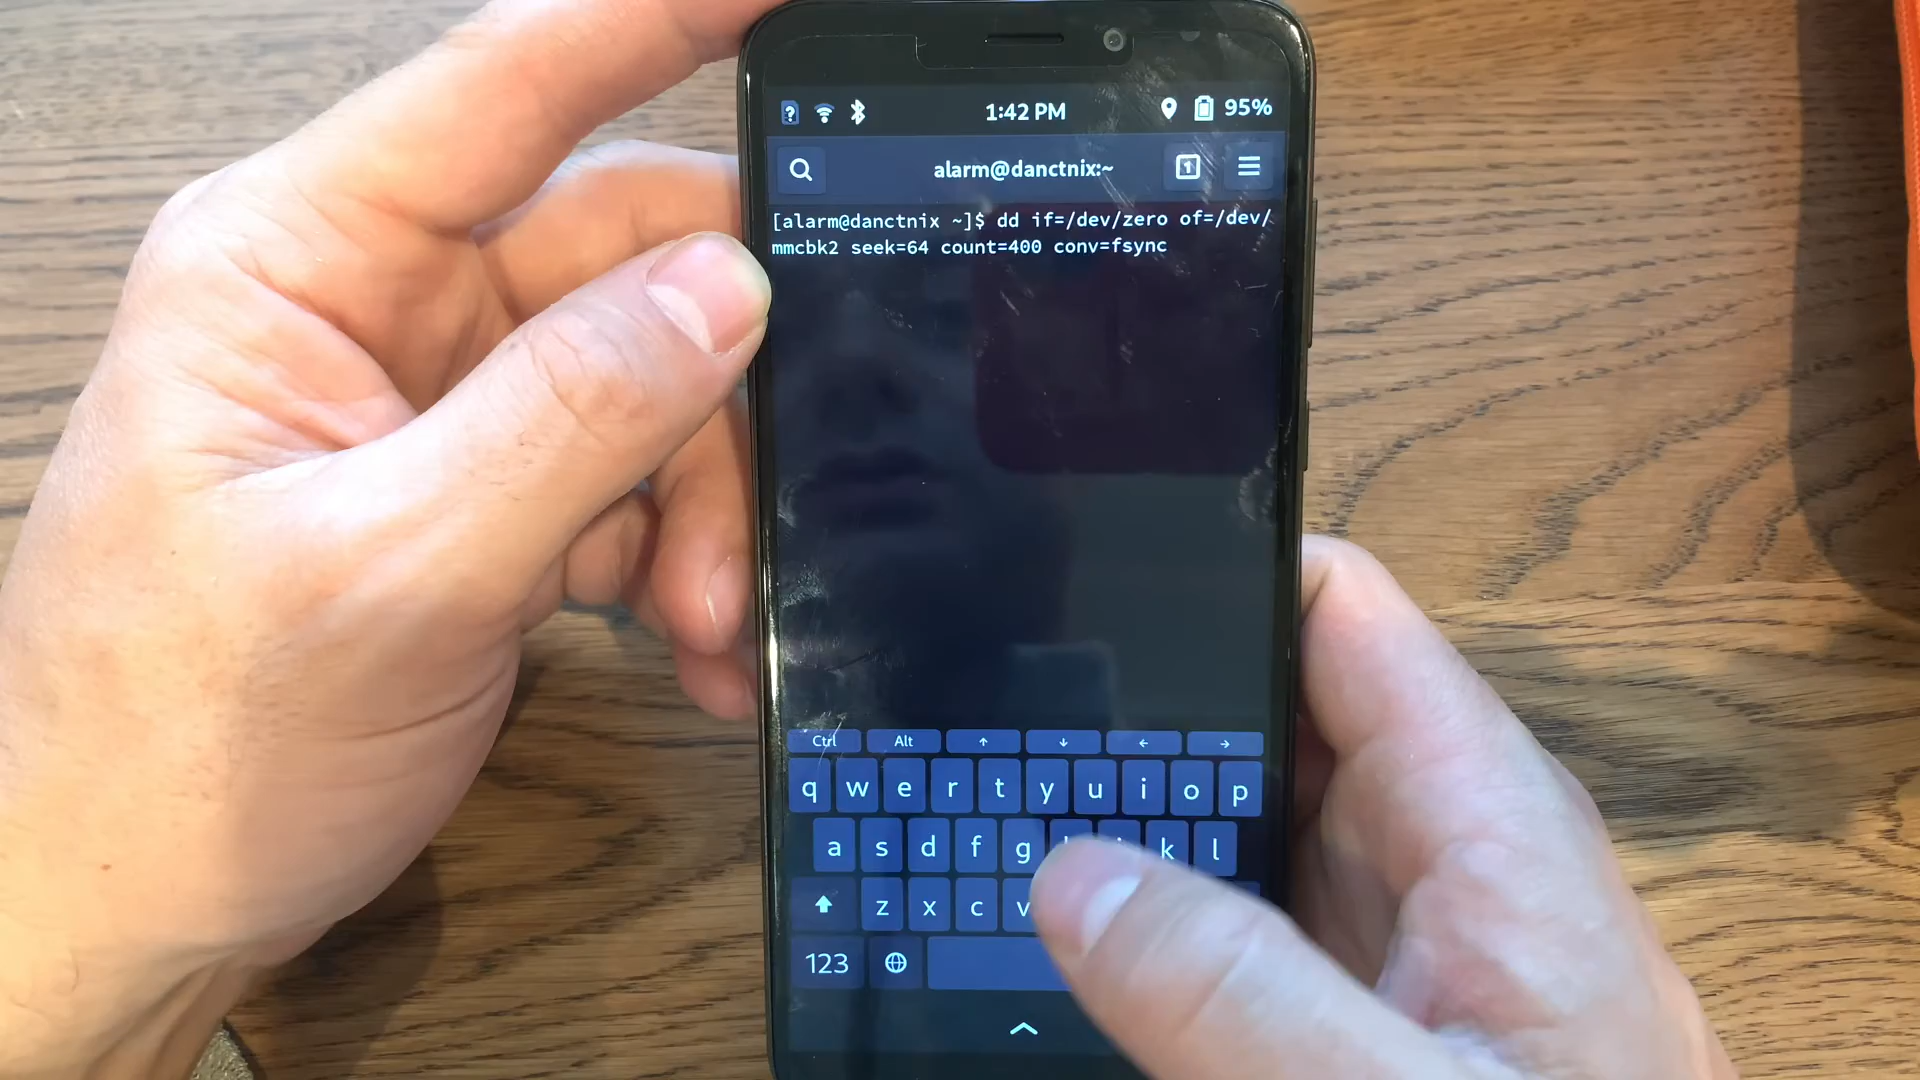 1:42 PM
95%
alarm@danctnix:~
1
[alarm@danctnix ~]$ dd if=/dev/zero of=/dev/
mmcbk2 seek=64 count=400 conv=fsync
Ctrl Alt ↑ ↓ ← →
q w e r t y u i o p
a s d f g k l
z x c v
123